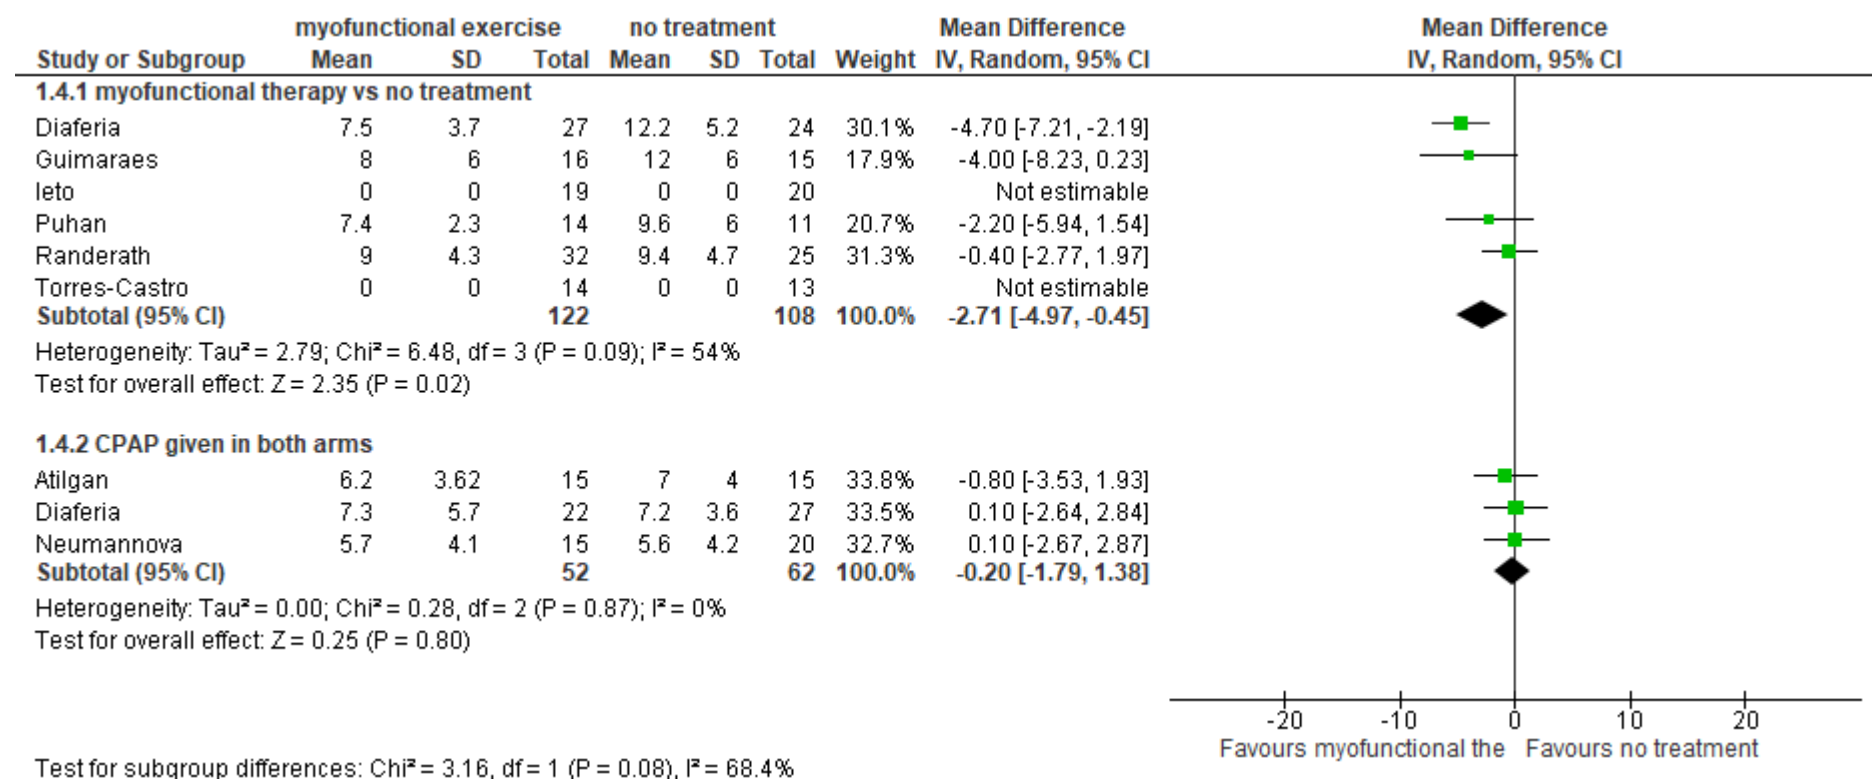 myofunctional exercise no treatment Mean Difference Mean Difference
Study or Subgroup Mean SD Total Mean SD Total Weight IV, Random, 95% CI IV, Random, 95% CI
1.4.1 myofunctional therapy vs no treatment
Diaferia 7.5 3.7 27 12.2 5.2 24 30.1% -4.70 [-7.21, -2.19]
Guimaraes 8 6 16 12 6 15 17.9% -4.00 [-8.23, 0.23]
Ieto 0 0 19 0 0 20 Not estimable
Puhan 7.4 2.3 14 9.6 6 11 20.7% -2.20 [-5.94, 1.54]
Randerath 9 4.3 32 9.4 4.7 25 31.3% -0.40 [-2.77, 1.97]
Torres-Castro 0 0 14 0 0 13 Not estimable
Subtotal (95% CI) 122 108 100.0% -2.71 [-4.97, -0.45]
Heterogeneity: Tau² = 2.79; Chi² = 6.48, df = 3 (P = 0.09); I² = 54%
Test for overall effect: Z = 2.35 (P = 0.02)
1.4.2 CPAP given in both arms
Atilgan 6.2 3.62 15 7 4 15 33.8% -0.80 [-3.53, 1.93]
Diaferia 7.3 5.7 22 7.2 3.6 27 33.5% 0.10 [-2.64, 2.84]
Neumannova 5.7 4.1 15 5.6 4.2 20 32.7% 0.10 [-2.67, 2.87]
Subtotal (95% CI) 52 62 100.0% -0.20 [-1.79, 1.38]
Heterogeneity: Tau² = 0.00; Chi² = 0.28, df = 2 (P = 0.87); I² = 0%
Test for overall effect: Z = 0.25 (P = 0.80)
-20 -10 0 10 20
Favours myofunctional the Favours no treatment
Test for subgroup differences: Chi² = 3.16, df = 1 (P = 0.08), I² = 68.4%